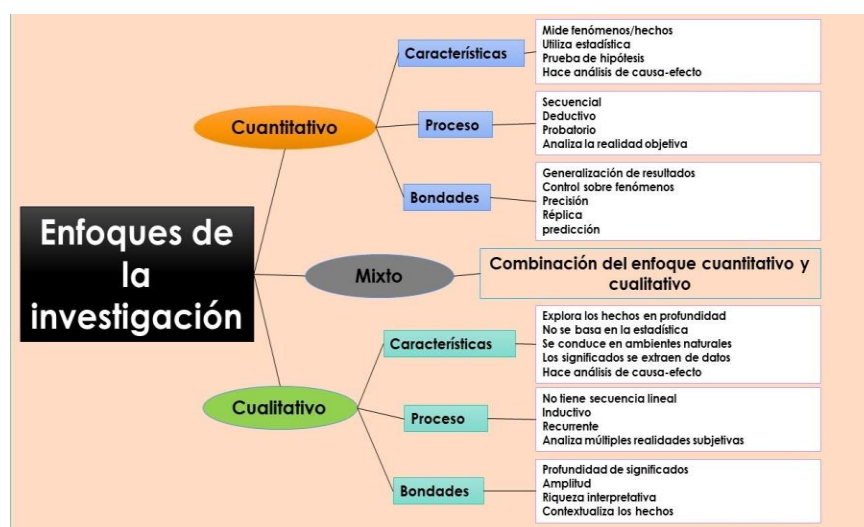 Enfoques de
la
investigación
Cuantitativo
Características
Mide fenómenos/hechos
Utiliza estadística
Prueba de hipótesis
Hace análisis de causa-efecto
Proceso
Secuencial
Deductivo
Probatorio
Analiza la realidad objetiva
Bondades
Generalización de resultados
Control sobre fenómenos
Precisión
Réplica
predicción
Mixto
Combinación del enfoque cuantitativo y
cualitativo
Cualitativo
Características
Explora los hechos en profundidad
No se basa en la estadística
Se conduce en ambientes naturales
Los significados se extraen de datos
Hace análisis de causa-efecto
Proceso
No tiene secuencia lineal
Inductivo
Recurrente
Analiza múltiples realidades subjetivas
Bondades
Profundidad de significados
Amplitud
Riqueza interpretativa
Contextualiza los hechos